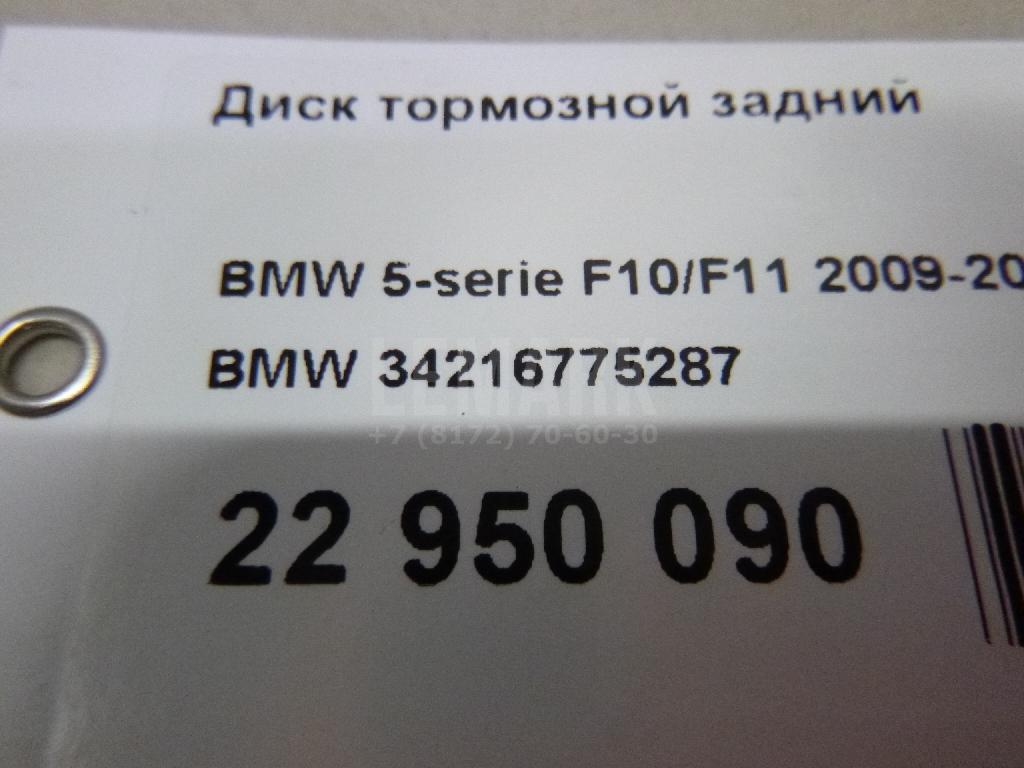 Диск тормозной задний
BMW 5-serie F10/F11 2009-20
BMW 34216775287
LEMARK
+7 (8172) 70-60-30
22 950 090